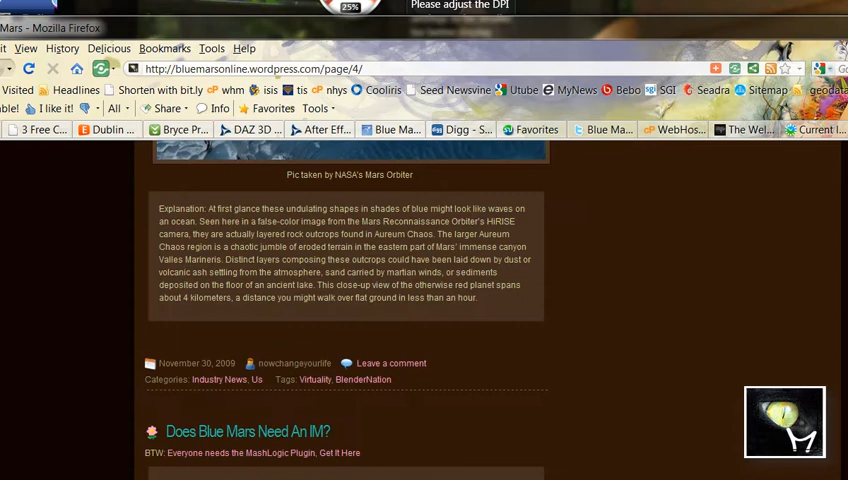 25%
Please adjust the DPI
Mars - Mozilla Firefox
it View History Delicious Bookmarks Tools Help
http://bluemarsonline.wordpress.com/page/4/
Visited Headlines Shorten with bit.ly whm isis tis nhys Cooliris Seed Newsvine Utube MyNews Bebo SGI Seadra Sitemap geodata
able! I like it! All Share Info Favorites Tools
3 Free C... Dublin ... Bryce Pr... DAZ 3D ... After Eff... Blue Ma... Digg - S... Favorites Blue Ma... WebHos... The Wel... Current I
Pic taken by NASA's Mars Orbiter
Explanation: At first glance these undulating shapes in shades of blue might look like waves on
an ocean. Seen here in a false-color image from the Mars Reconnaissance Orbiter's HiRISE
camera, they are actually layered rock outcrops found in Aureum Chaos. The larger Aureum
Chaos region is a chaotic jumble of eroded terrain in the eastern part of Mars' immense canyon
Valles Marineris. Distinct layers composing these outcrops could have been laid down by dust or
volcanic ash settling from the atmosphere, sand carried by martian winds, or sediments
deposited on the floor of an ancient lake. This close-up view of the otherwise red planet spans
about 4 kilometers, a distance you might walk over flat ground in less than an hour.
November 30, 2009 nowchangeyourlife Leave a comment
Categories: Industry News, Us Tags: Virtuality, BlenderNation
Does Blue Mars Need An IM?
BTW: Everyone needs the MashLogic Plugin, Get It Here